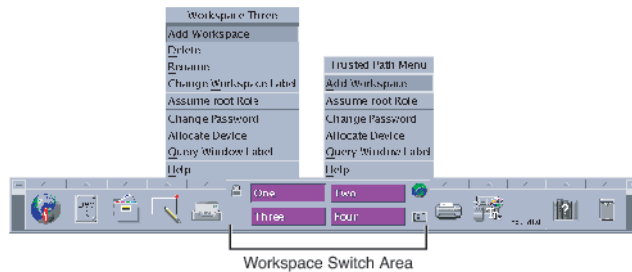 Workspace Three
Add Workspace
Delete
Rename
Change Workspace Label
Assume root Role
Change Password
Allocate Device
Query Window Label
Help
Trusted Path Menu
Add Workspace
Assume root Role
Change Password
Allocate Device
Query Window Label
Help
One
Two
Three
Four
Workspace Switch Area